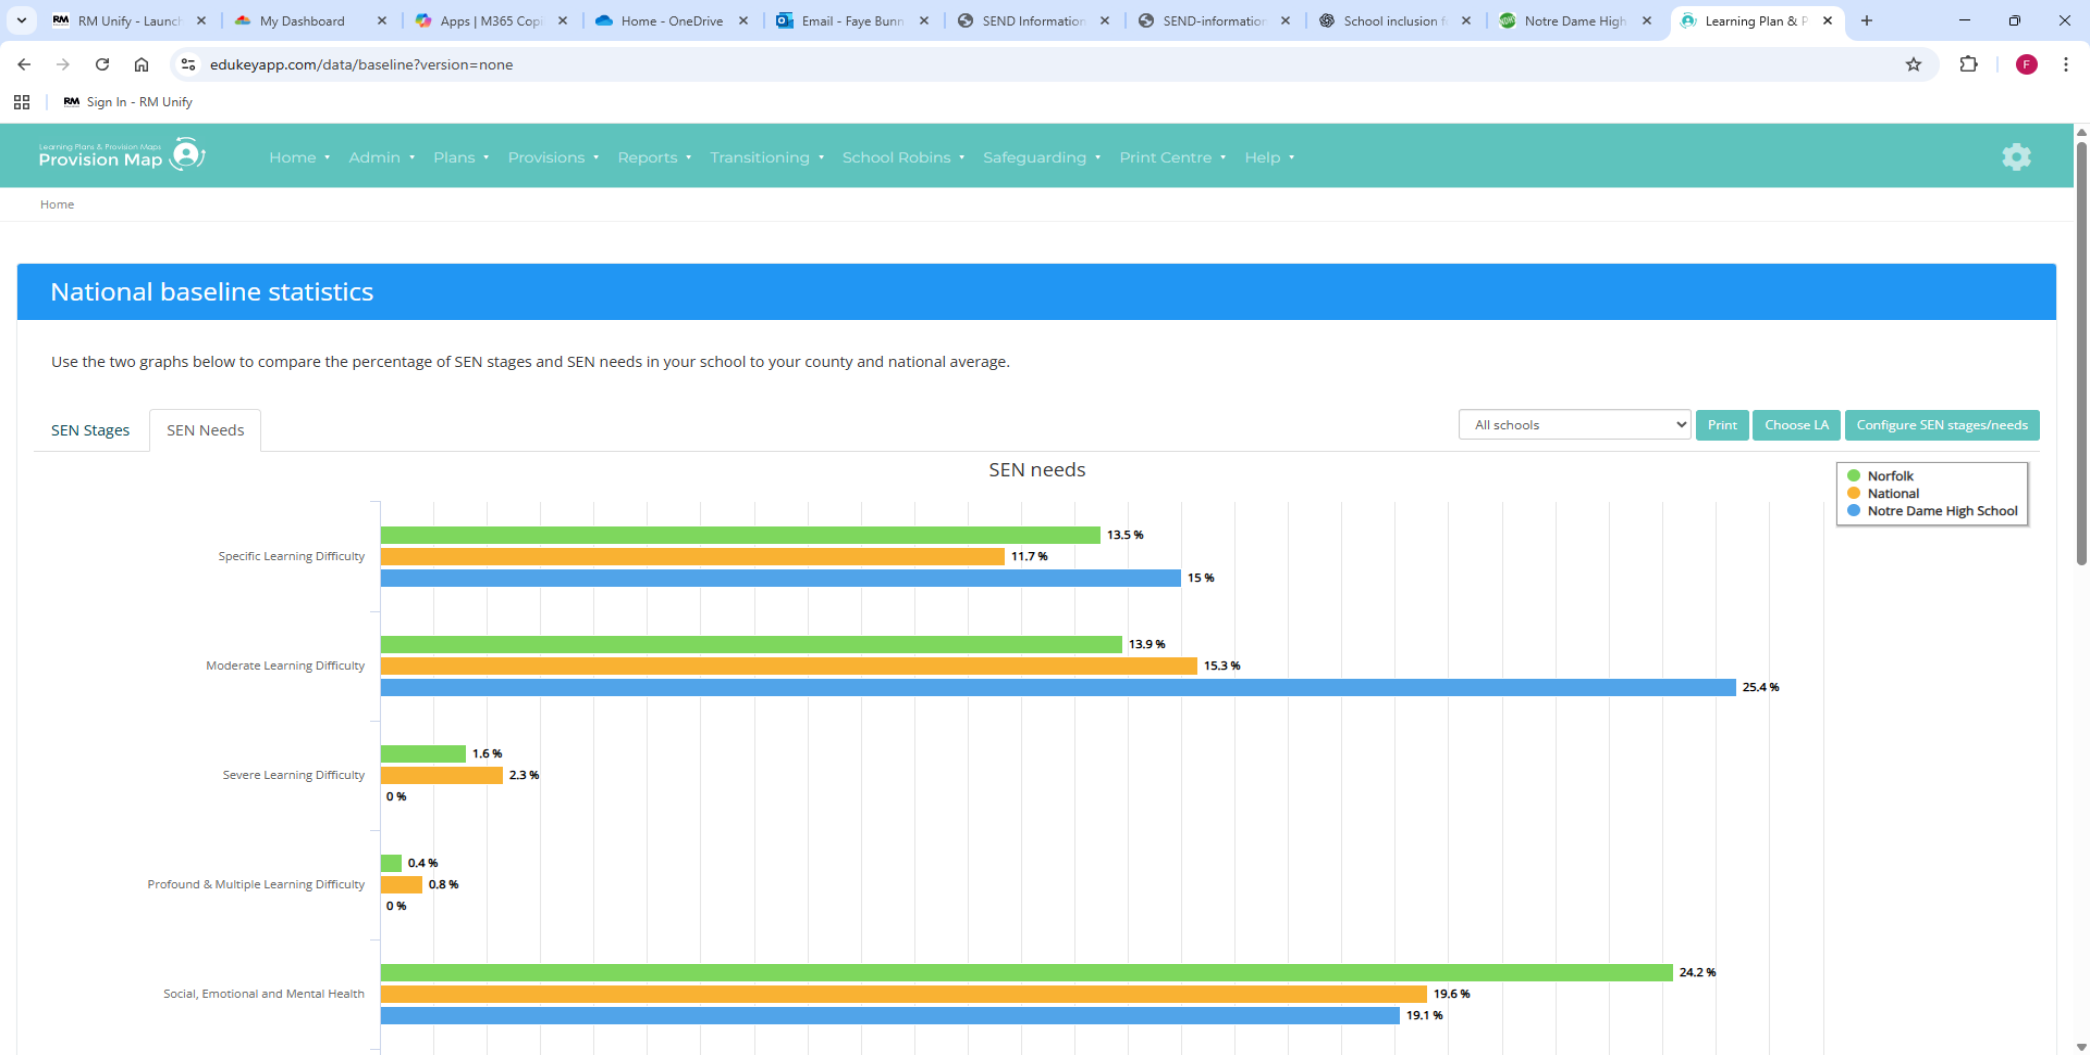 RM Unify - Launch
My Dashboard
Apps | M365 Copi
Home - OneDrive
Email - Faye Bunn
SEND Information
SEND-information
School inclusion f
Notre Dame High
Learning Plan & P
edukeyapp.com/data/baseline?version=none
F
RM Sign In - RM Unify
Learning Plans & Provision Maps
Provision Map
Home
Admin
Plans
Provisions
Reports
Transitioning
School Robins
Safeguarding
Print Centre
Help
Home
National baseline statistics
Use the two graphs below to compare the percentage of SEN stages and SEN needs in your school to your county and national average.
SEN Stages
SEN Needs
All schools
Print
Choose LA
Configure SEN stages/needs
SEN needs
Norfolk
National
Notre Dame High School
Specific Learning Difficulty
13.5 %
11.7 %
15 %
Moderate Learning Difficulty
13.9 %
15.3 %
25.4 %
Severe Learning Difficulty
1.6 %
2.3 %
0 %
Profound & Multiple Learning Difficulty
0.4 %
0.8 %
0 %
Social, Emotional and Mental Health
24.2 %
19.6 %
19.1 %